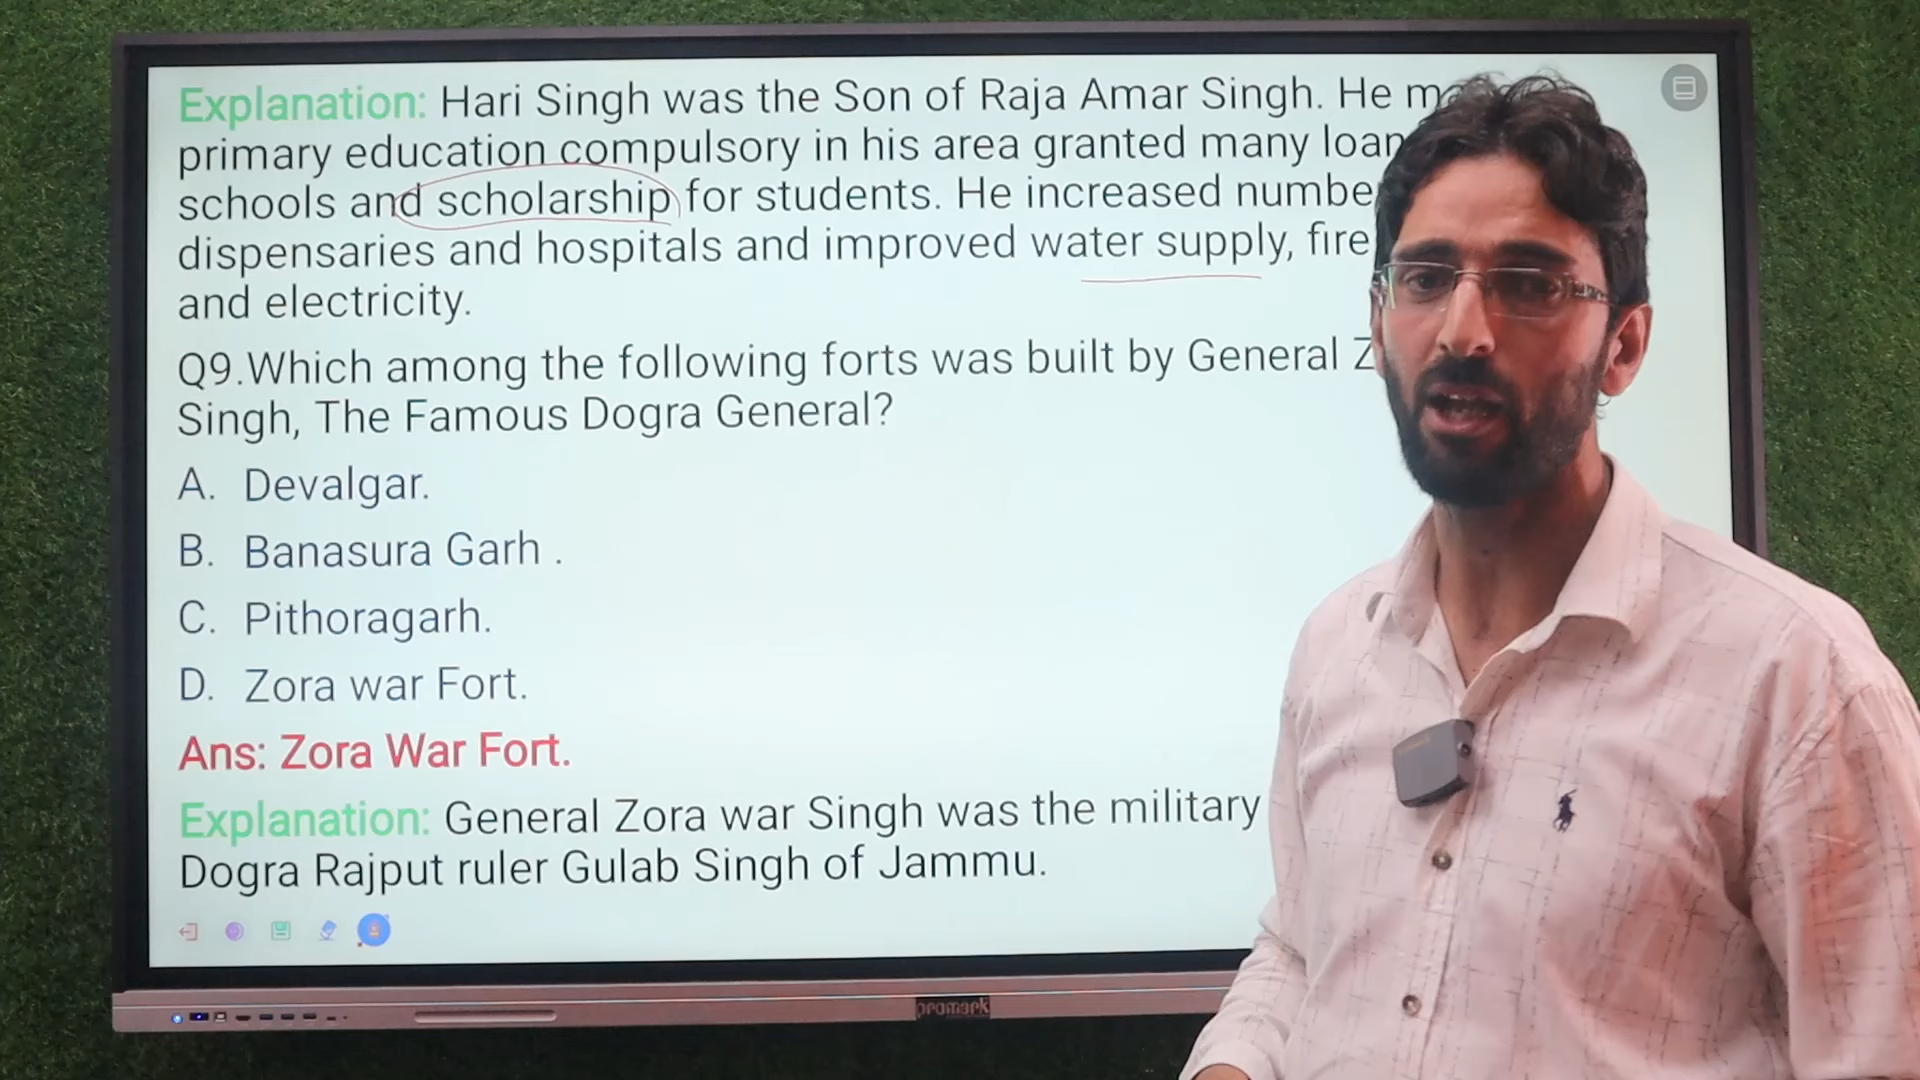 Explanation: Hari Singh was the Son of Raja Amar Singh. He
primary education compulsory in his area granted many
schools and scholarship for students. He increased
dispensaries and hospitals and improved water supply, fire
and electricity.
Q9.Which among the following forts was built by General
Singh, The Famous Dogra General?
A. Devalgar.
B. Banasura Garh .
C. Pithoragarh.
D. Zora war Fort.
Ans: Zora War Fort.
Explanation: General Zora war Singh was the military
Dogra Rajput ruler Gulab Singh of Jammu.
promark